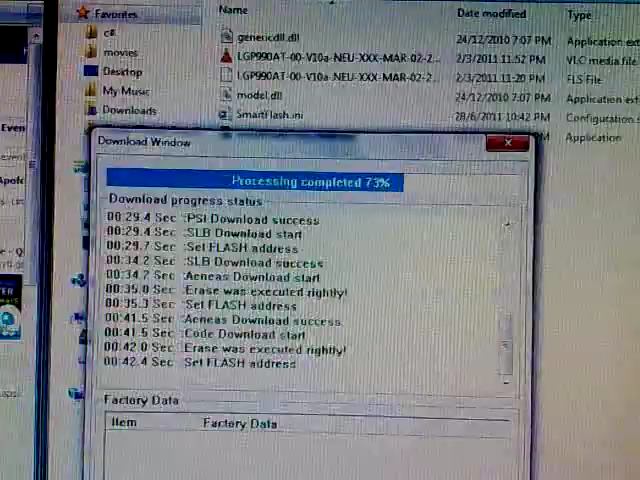 Favorites
c#
movies
Desktop
My Music
Downloads
Name Date modified Type
genericdll.dll 24/12/2010 7:07 PM Application ext
LGP990AT-00-V10a-NEU-XXX-MAR-02-2... 2/3/2011 11:52 PM VLC media file
LGP990AT-00-V10a-NEU-XXX-MAR-02-2... 2/3/2011 11:20 PM FLS File
model.dll 24/12/2010 7:07 PM Application ext
SmartFlash.ini 28/6/2011 10:42 PM Configuration s
Application
Even
Download Window
Processing completed 73%
Download progress status
00:29.4 Sec :PSI Download success
00:29.4 Sec :SLB Download start
00:29.7 Sec :Set FLASH address
00:34.2 Sec :SLB Download success
00:34.2 Sec :Aeneas Download start
00:35.0 Sec :Erase was executed rightly!
00:35.3 Sec :Set FLASH address
00:41.5 Sec :Aeneas Download success
00:41.5 Sec :Code Download start
00:42.0 Sec :Erase was executed rightly!
00:42.4 Sec :Set FLASH address
Factory Data
Item Factory Data